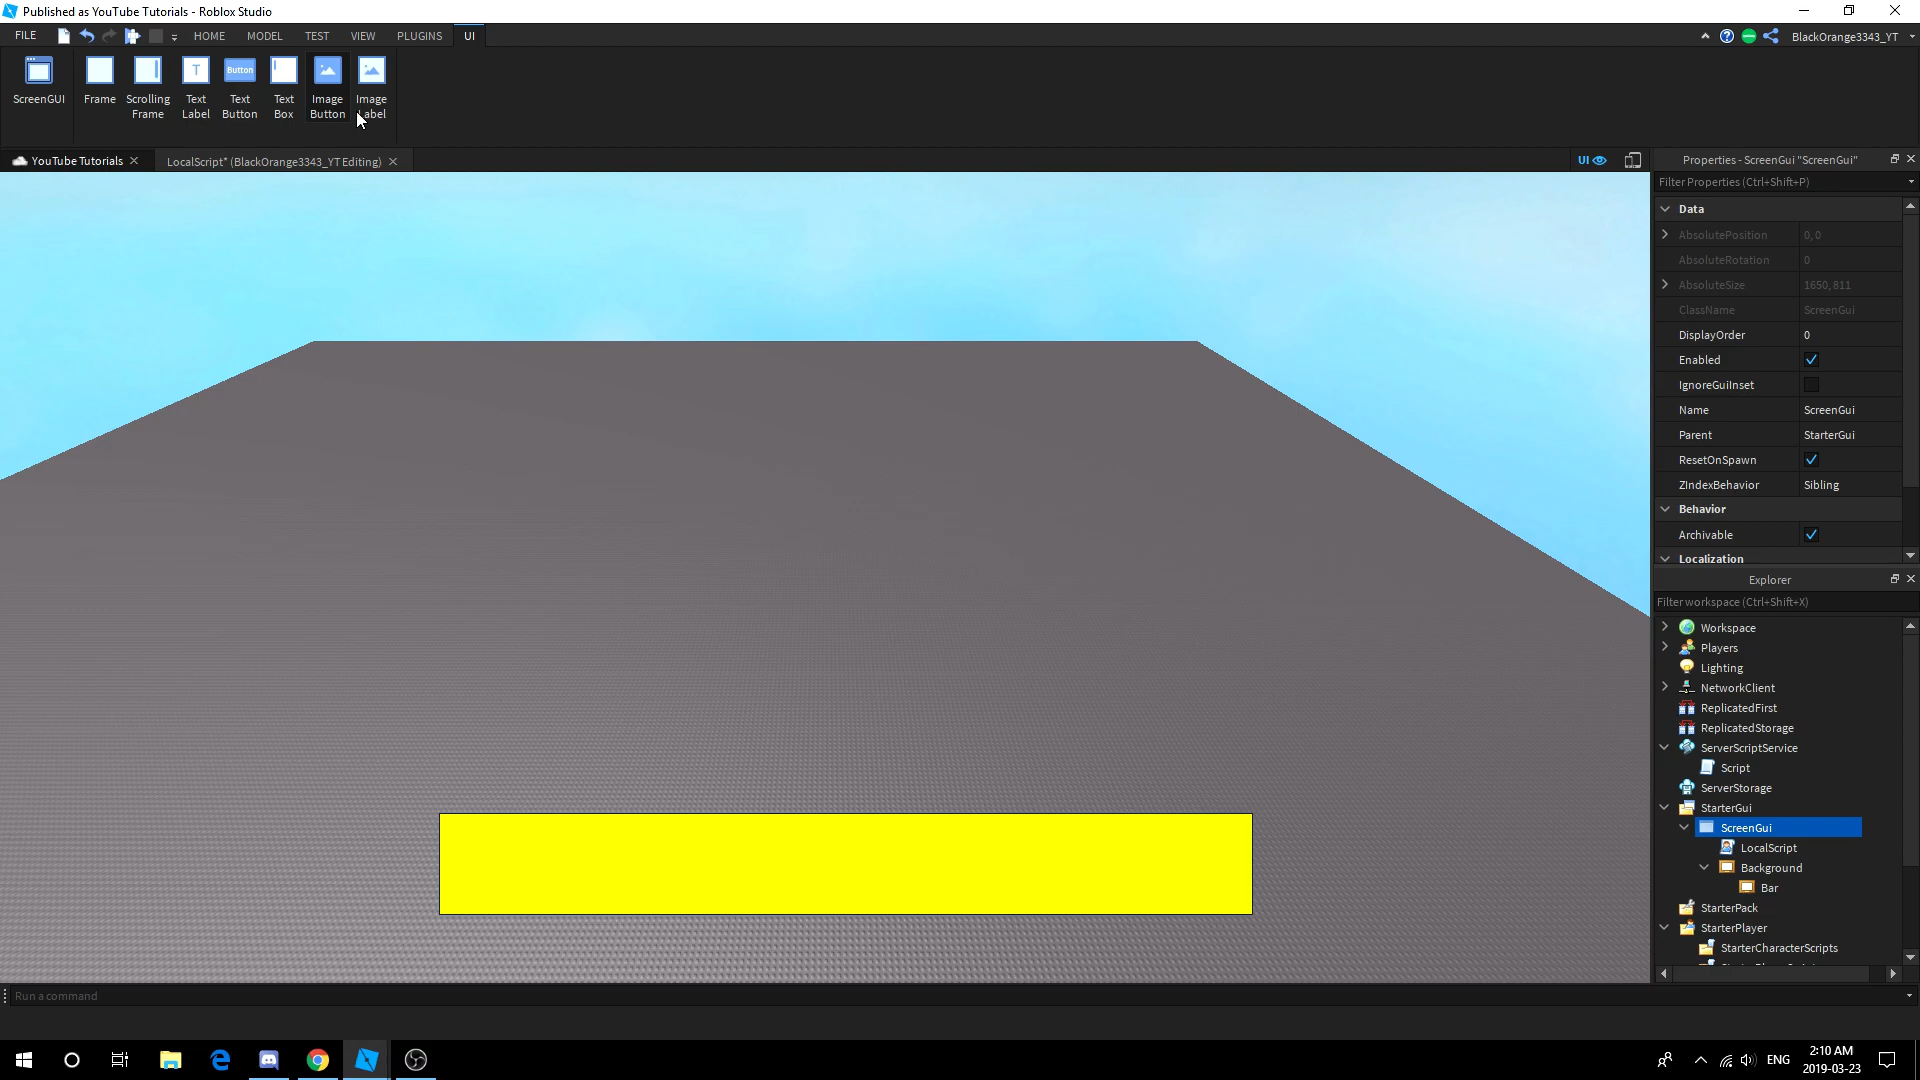 Published as YouTube Tutorials - Roblox Studio
FILE HOME MODEL TEST VIEW PLUGINS UI BlackOrange3343_YT
ScreenGUI
Frame
Scrolling Frame
Text Label
Text Button
Button
Text Box
Image Button
Image Label
YouTube Tutorials
LocalScript* (BlackOrange3343_YT Editing)
UI
Properties - ScreenGui "ScreenGui"
Filter Properties (Ctrl+Shift+P)
Data
AbsolutePosition 0, 0
AbsoluteRotation 0
AbsoluteSize 1650, 811
ClassName ScreenGui
DisplayOrder 0
Enabled
IgnoreGuiInset
Name ScreenGui
Parent StarterGui
ResetOnSpawn
ZIndexBehavior Sibling
Behavior
Archivable
Localization
Explorer
Filter workspace (Ctrl+Shift+X)
Workspace
Players
Lighting
NetworkClient
ReplicatedFirst
ReplicatedStorage
ServerScriptService
Script
ServerStorage
StarterGui
ScreenGui
LocalScript
Background
Bar
StarterPack
StarterPlayer
StarterCharacterScripts
Run a command
ENG
2:10 AM
2019-03-23